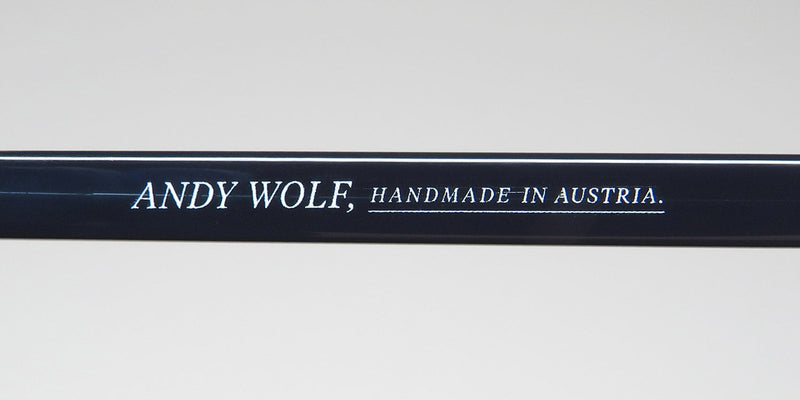 ANDY WOLF, HANDMADE IN AUSTRIA.